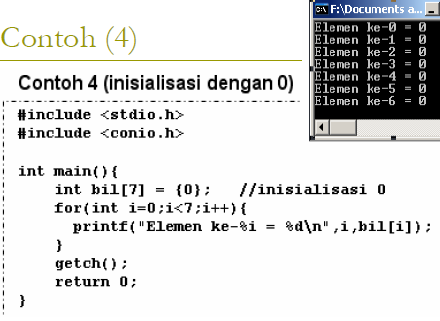 Contoh (4)
F:\Documents a...
Elemen ke-0 = 0
Elemen ke-1 = 0
Elemen ke-2 = 0
Elemen ke-3 = 0
Elemen ke-4 = 0
Elemen ke-5 = 0
Elemen ke-6 = 0
Contoh 4 (inisialisasi dengan 0)
#include <stdio.h>
#include <conio.h>
int main(){
int bil[7] = {0}; //inisialisasi 0
for(int i=0;i<7;i++){
printf("Elemen ke-%i = %d\n",i,bil[i]);
}
getch();
return 0;
}